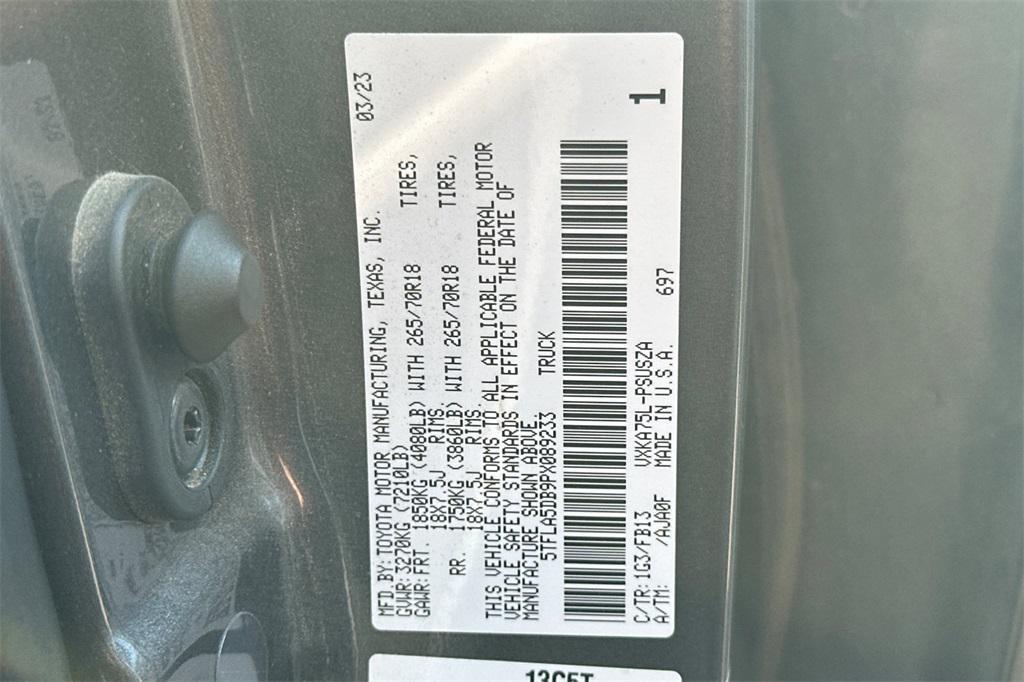 MFD.BY:TOYOTA MOTOR MANUFACTURING, TEXAS, INC. 03/23
GVWR:3270KG (7210LB)
GAWR:FRT. 1850KG (4080LB) WITH 265/70R18 TIRES,
18X7.5J RIMS.
RR. 1750KG (3860LB) WITH 265/70R18 TIRES,
18X7.5J RIMS.
THIS VEHICLE CONFORMS TO ALL APPLICABLE FEDERAL MOTOR
VEHICLE SAFETY STANDARDS IN EFFECT ON THE DATE OF
MANUFACTURE SHOWN ABOVE.
5TFLA5DB9PX089233 TRUCK
C/TR:1G3/FB13 VXKA75L-PSUSZA 697 1
A/TM: /AJA0F MADE IN U.S.A.
13C5T